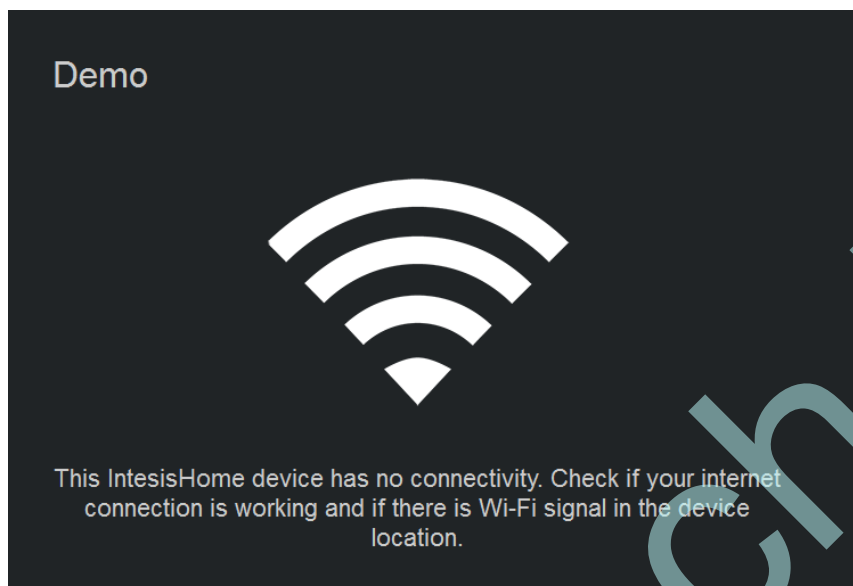 Demo
This IntesisHome device has no connectivity. Check if your internet
connection is working and if there is Wi-Fi signal in the device
location.
ch